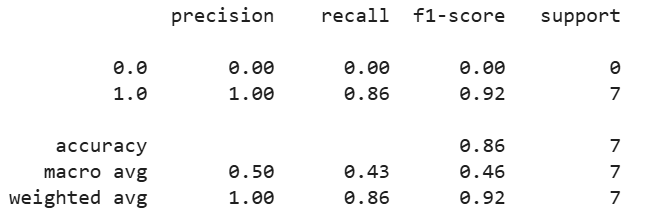 precision recall f1-score support
0.0 0.00 0.00 0.00 0
1.0 1.00 0.86 0.92 7
accuracy 0.86 7
macro avg 0.50 0.43 0.46 7
weighted avg 1.00 0.86 0.92 7